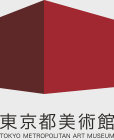 東京都美術館
TOKYO METROPOLITAN ART MUSEUM